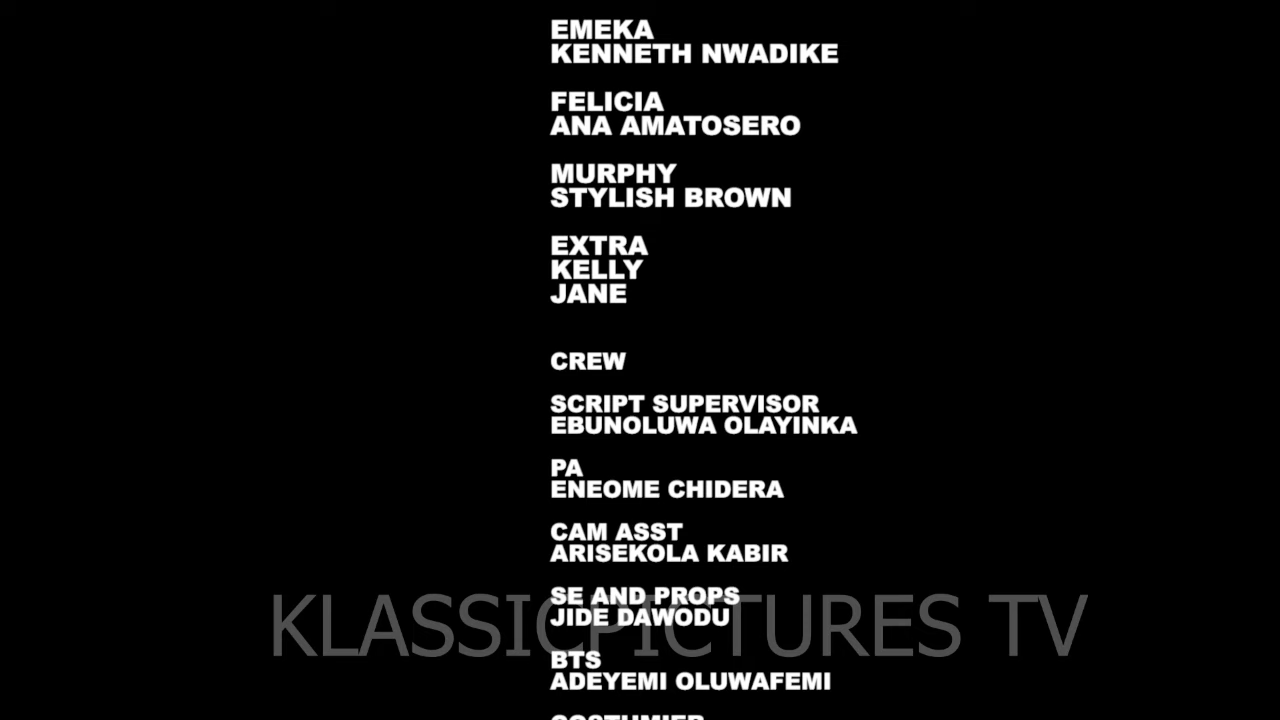 EMEKA
KENNETH NWADIKE
FELICIA
ANA AMATOSERO
MURPHY
STYLISH BROWN
EXTRA
KELLY
JANE
CREW
SCRIPT SUPERVISOR
EBUNOLUWA OLAYINKA
PA
ENEOME CHIDERA
CAM ASST
ARISEKOLA KABIR
SE AND PROPS
JIDE DAWODU
KLASSICPICTURES TV
BTS
ADEYEMI OLUWAFEMI